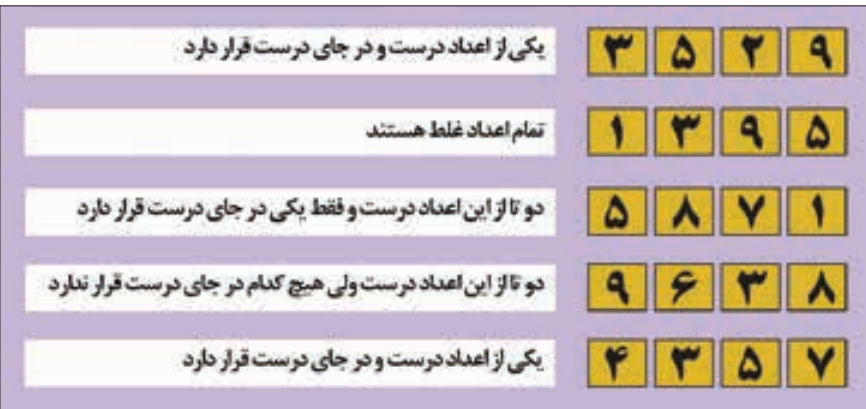 یکی از اعداد درست و در جای درست قرار دارد ۳ ۵ ۲ ۹
تمام اعداد غلط هستند ۱ ۳ ۹ ۵
دو تا از این اعداد درست و فقط یکی در جای درست قرار دارد ۵ ۸ ۷ ۱
دو تا از این اعداد درست ولی هیچ کدام در جای درست قرار ندارد ۹ ۶ ۳ ۸
یکی از اعداد درست و در جای درست قرار دارد ۴ ۳ ۵ ۷